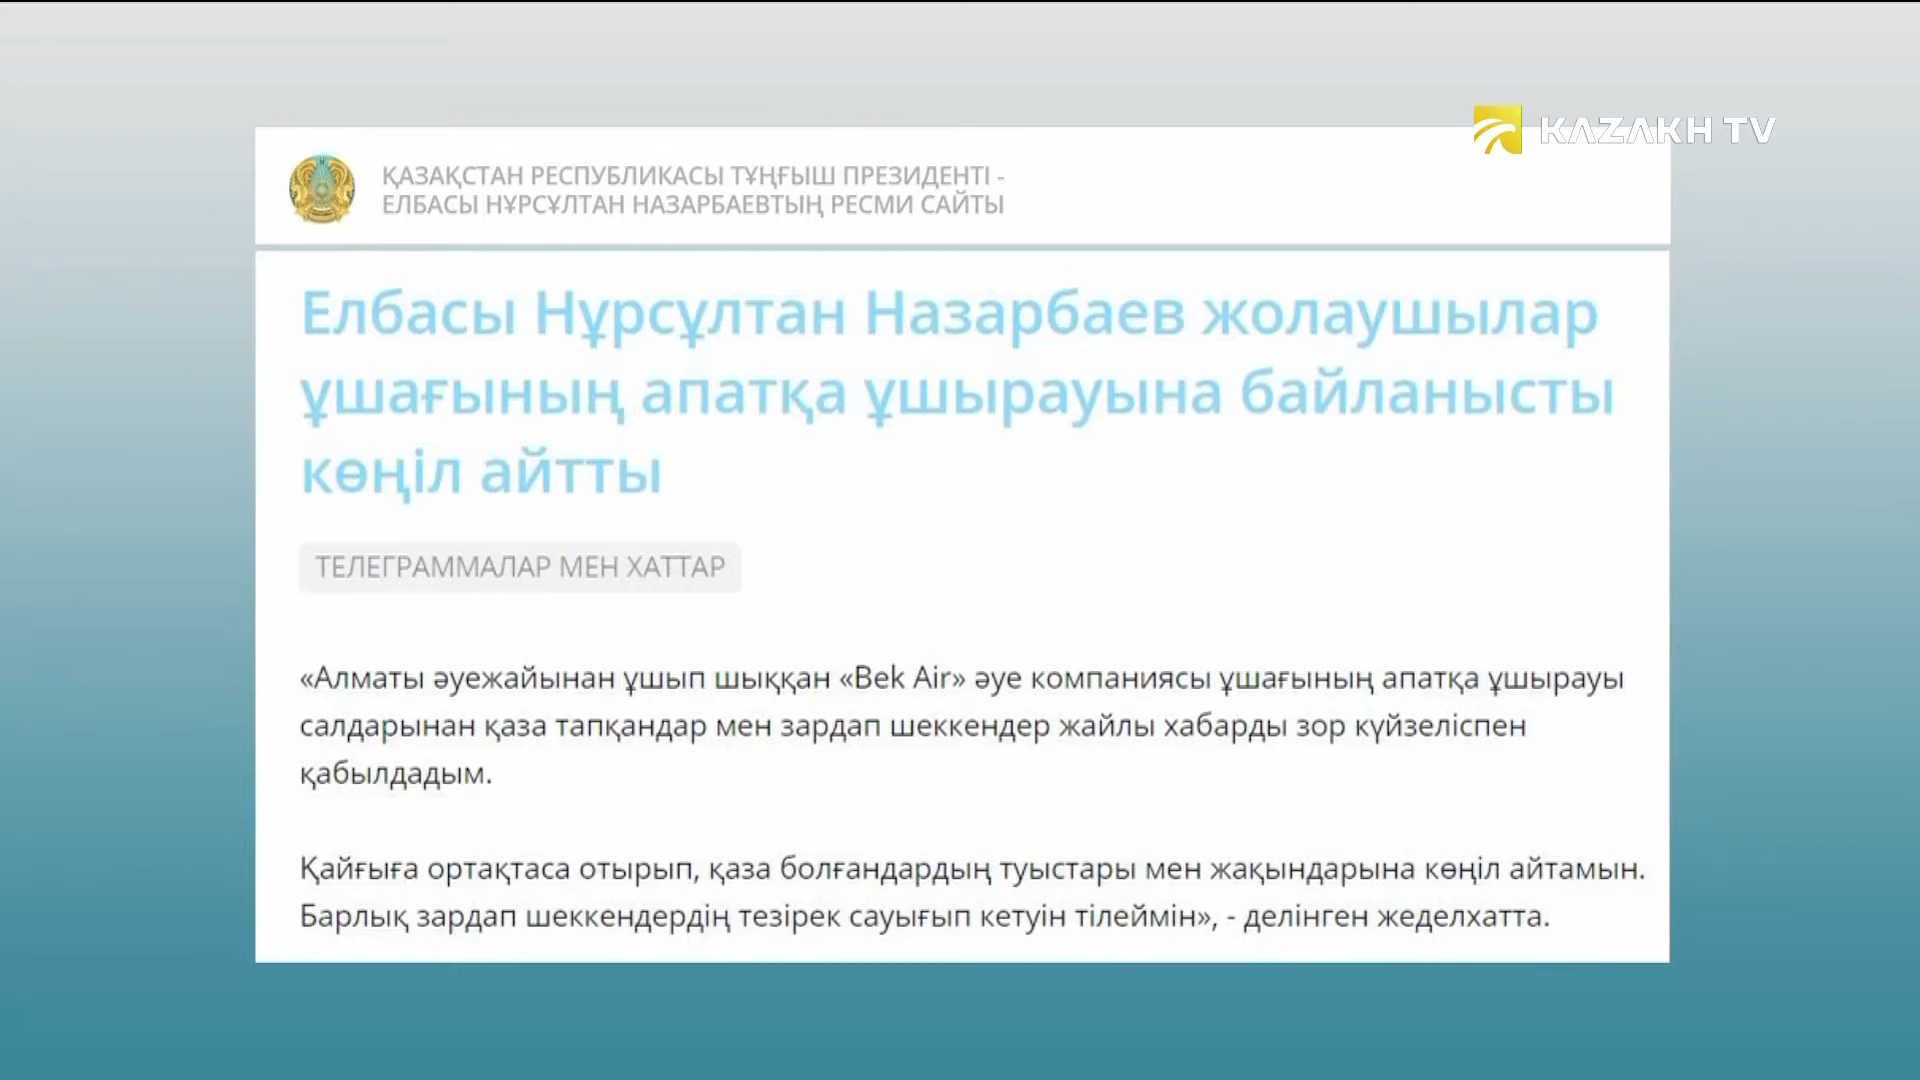 KAZAKH TV
ҚАЗАҚСТАН РЕСПУБЛИКАСЫ ТҰҢҒЫШ ПРЕЗИДЕНТІ -
ЕЛБАСЫ НҰРСҰЛТАН НАЗАРБАЕВТЫҢ РЕСМИ САЙТЫ
Елбасы Нұрсұлтан Назарбаев жолаушылар
ұшағының апатқа ұшырауына байланысты
көңіл айтты
ТЕЛЕГРАММАЛАР МЕН ХАТТАР
«Алматы әуежайынан ұшып шыққан «Bek Air» әуе компаниясы ұшағының апатқа ұшырауы
салдарынан қаза тапқандар мен зардап шеккендер жайлы хабарды зор күйзеліспен
қабылдадым.
Қайғыға ортақтаса отырып, қаза болғандардың туыстары мен жақындарына көңіл айтамын.
Барлық зардап шеккендердің тезірек сауығып кетуін тілеймін», - делінген жеделхатта.